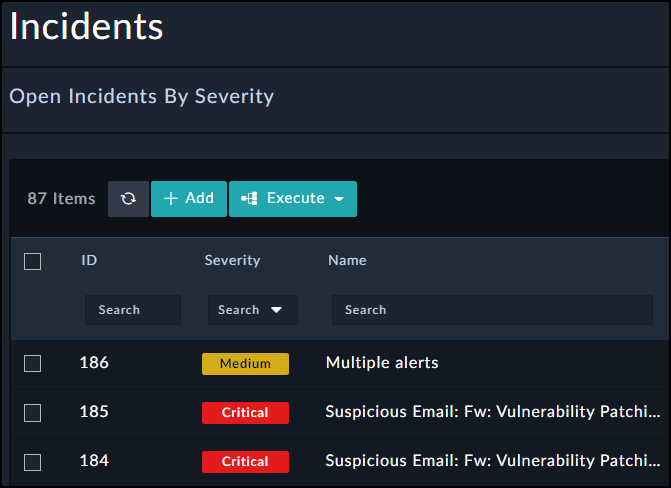 Incidents
Open Incidents By Severity
87 Items Add Execute
ID Severity Name
Search Search Search
186 Medium Multiple alerts
185 Critical Suspicious Email: Fw: Vulnerability Patchi...
184 Critical Suspicious Email: Fw: Vulnerability Patchi...